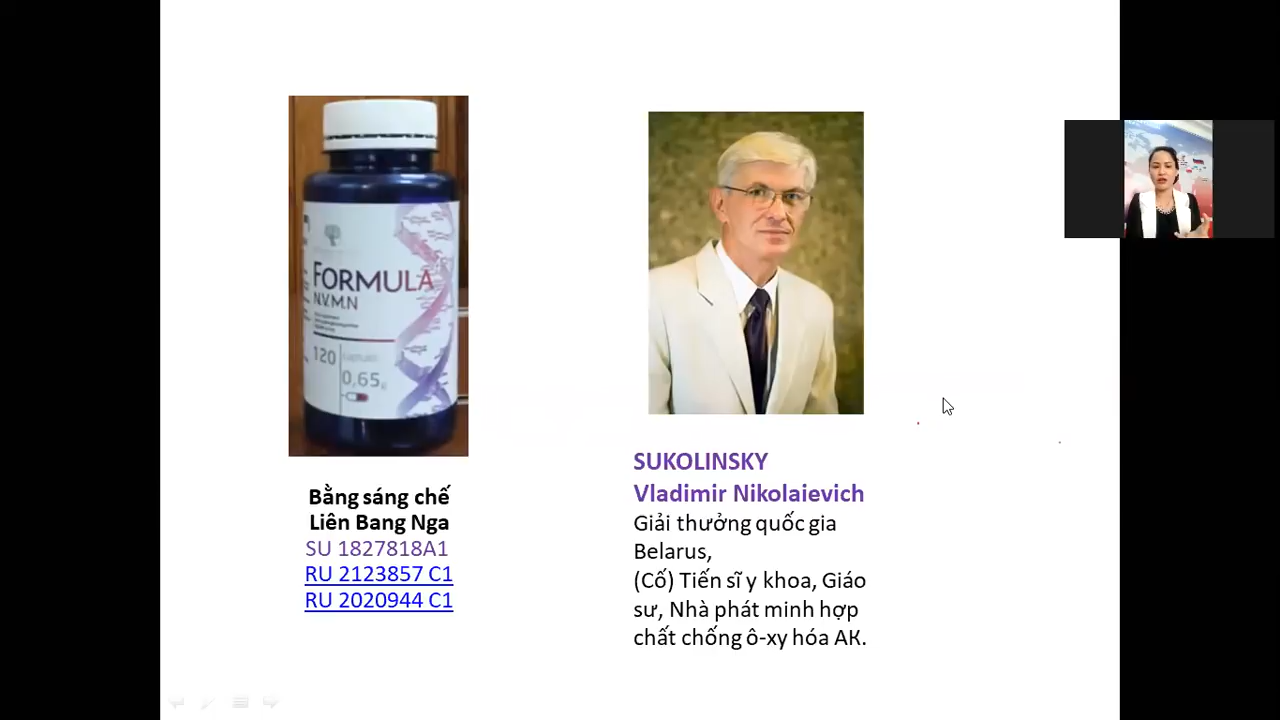 FORMULA
N.V.M.N
120
0,65
Bằng sáng chế
Liên Bang Nga
SU 1827818A1
RU 2123857 C1
RU 2020944 C1
SUKOLINSKY
Vladimir Nikolaievich
Giải thưởng quốc gia
Belarus,
(Cố) Tiến sĩ y khoa, Giáo
sư, Nhà phát minh hợp
chất chống ô-xy hóa AK.